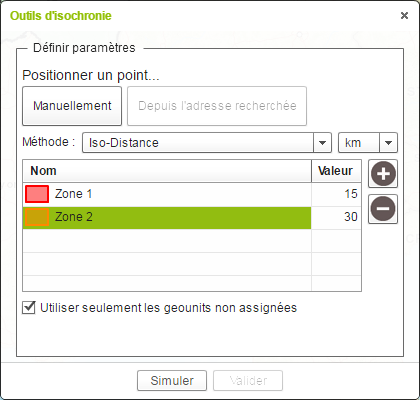 Outils d'isochronie
Définir paramètres
Positionner un point...
Manuellement
Depuis l'adresse recherchée
Méthode : Iso-Distance km
Nom Valeur
Zone 1 15
Zone 2 30
Utiliser seulement les geounits non assignées
Simuler Valider